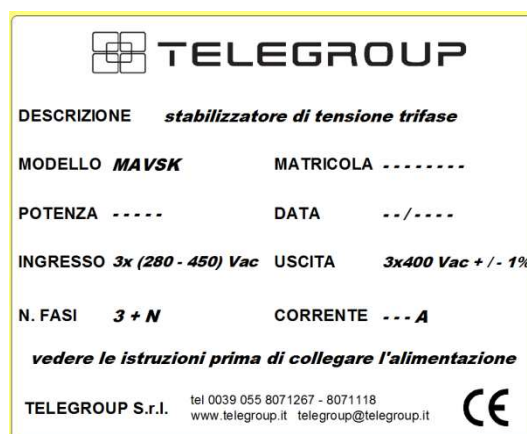 TELEGROUP
DESCRIZIONE stabilizzatore di tensione trifase
MODELLO MAVSK MATRICOLA - - - - - - - -
POTENZA - - - - - DATA - - / - - - -
INGRESSO 3x (280 - 450) Vac USCITA 3x400 Vac + / - 1%
N. FASI 3 + N CORRENTE - - - A
vedere le istruzioni prima di collegare l'alimentazione
TELEGROUP S.r.l. tel 0039 055 8071267 - 8071118
www.telegroup.it telegroup@telegroup.it CE